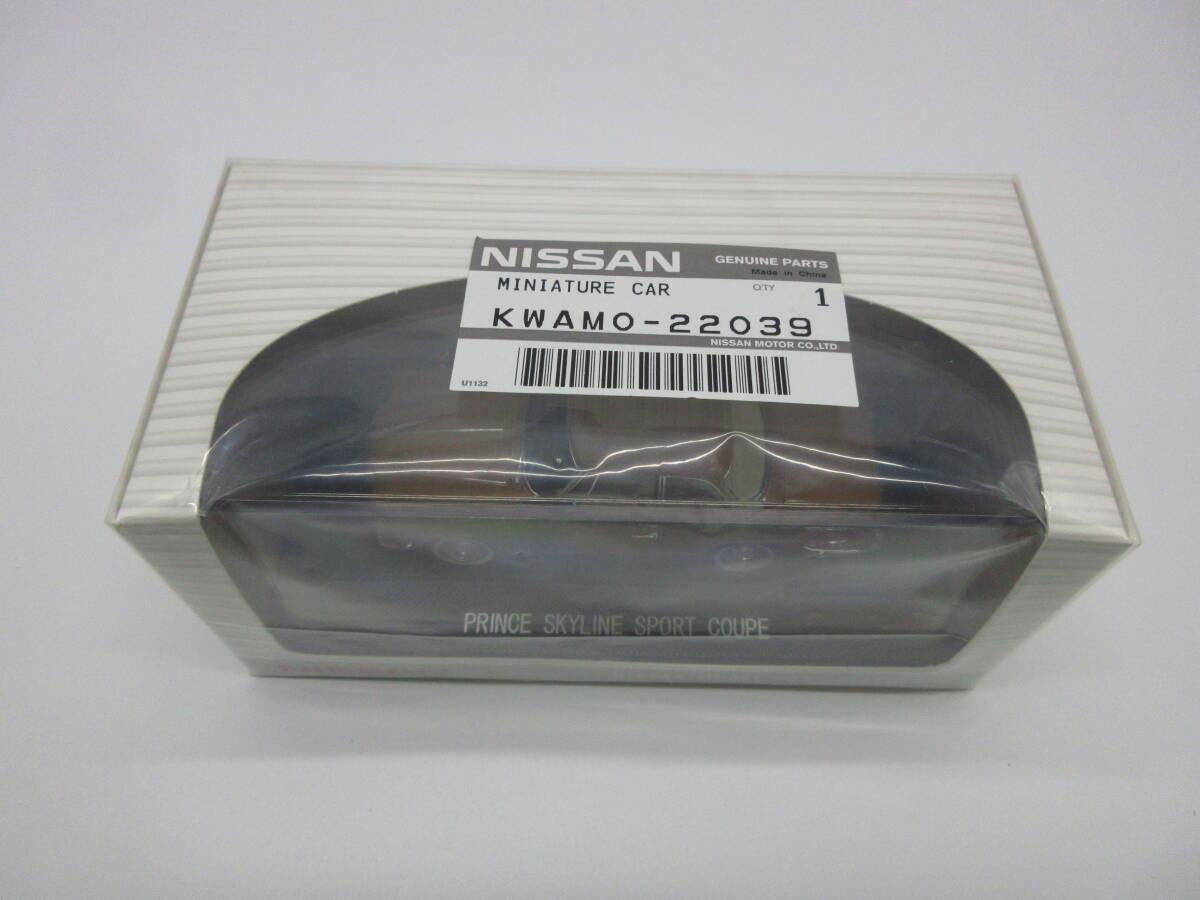 NISSAN GENUINE PARTS
Made in China
MINIATURE CAR Q'TY 1
KWAM0-22039
NISSAN MOTOR CO.,LTD
U1132
PRINCE SKYLINE SPORT COUPE